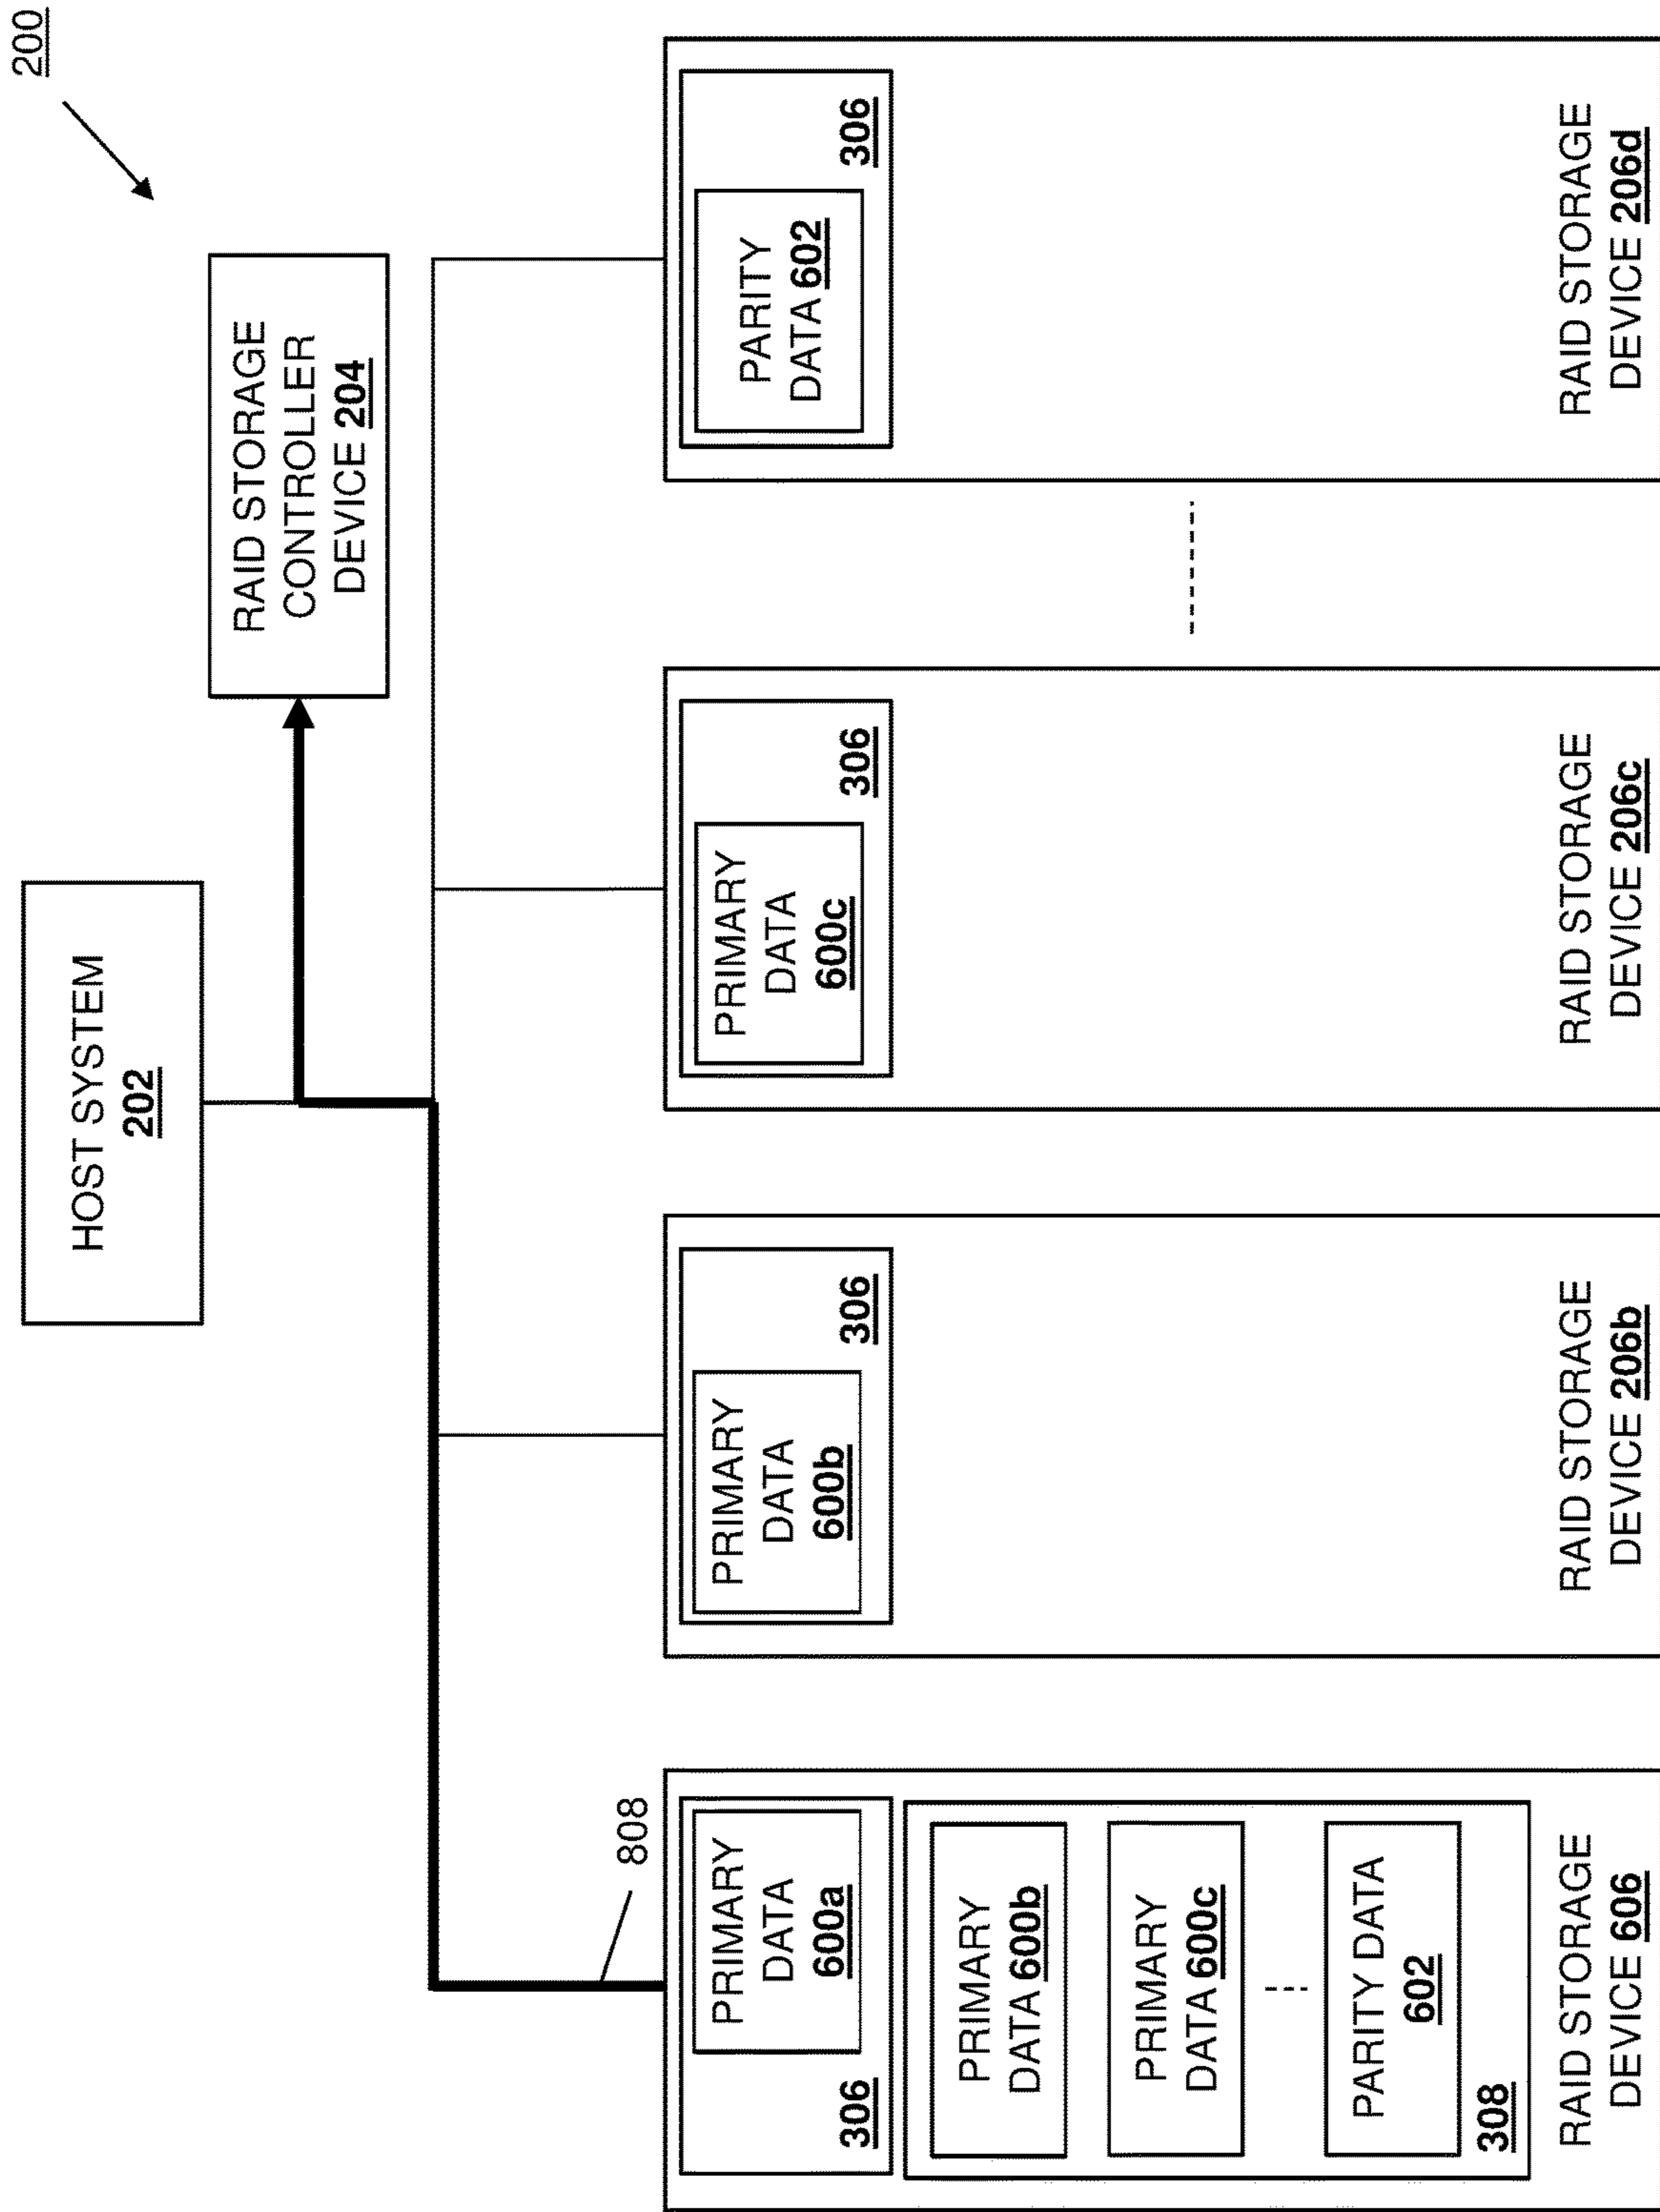 200
HOST SYSTEM
202
RAID STORAGE
CONTROLLER
DEVICE 204
808
PRIMARY
DATA
600a
306
PRIMARY
DATA 600b
PRIMARY
DATA 600c
PARITY DATA
602
308
RAID STORAGE
DEVICE 606
PRIMARY
DATA
600b
306
RAID STORAGE
DEVICE 206b
PRIMARY
DATA
600c
306
RAID STORAGE
DEVICE 206c
PARITY
DATA 602
306
RAID STORAGE
DEVICE 206d